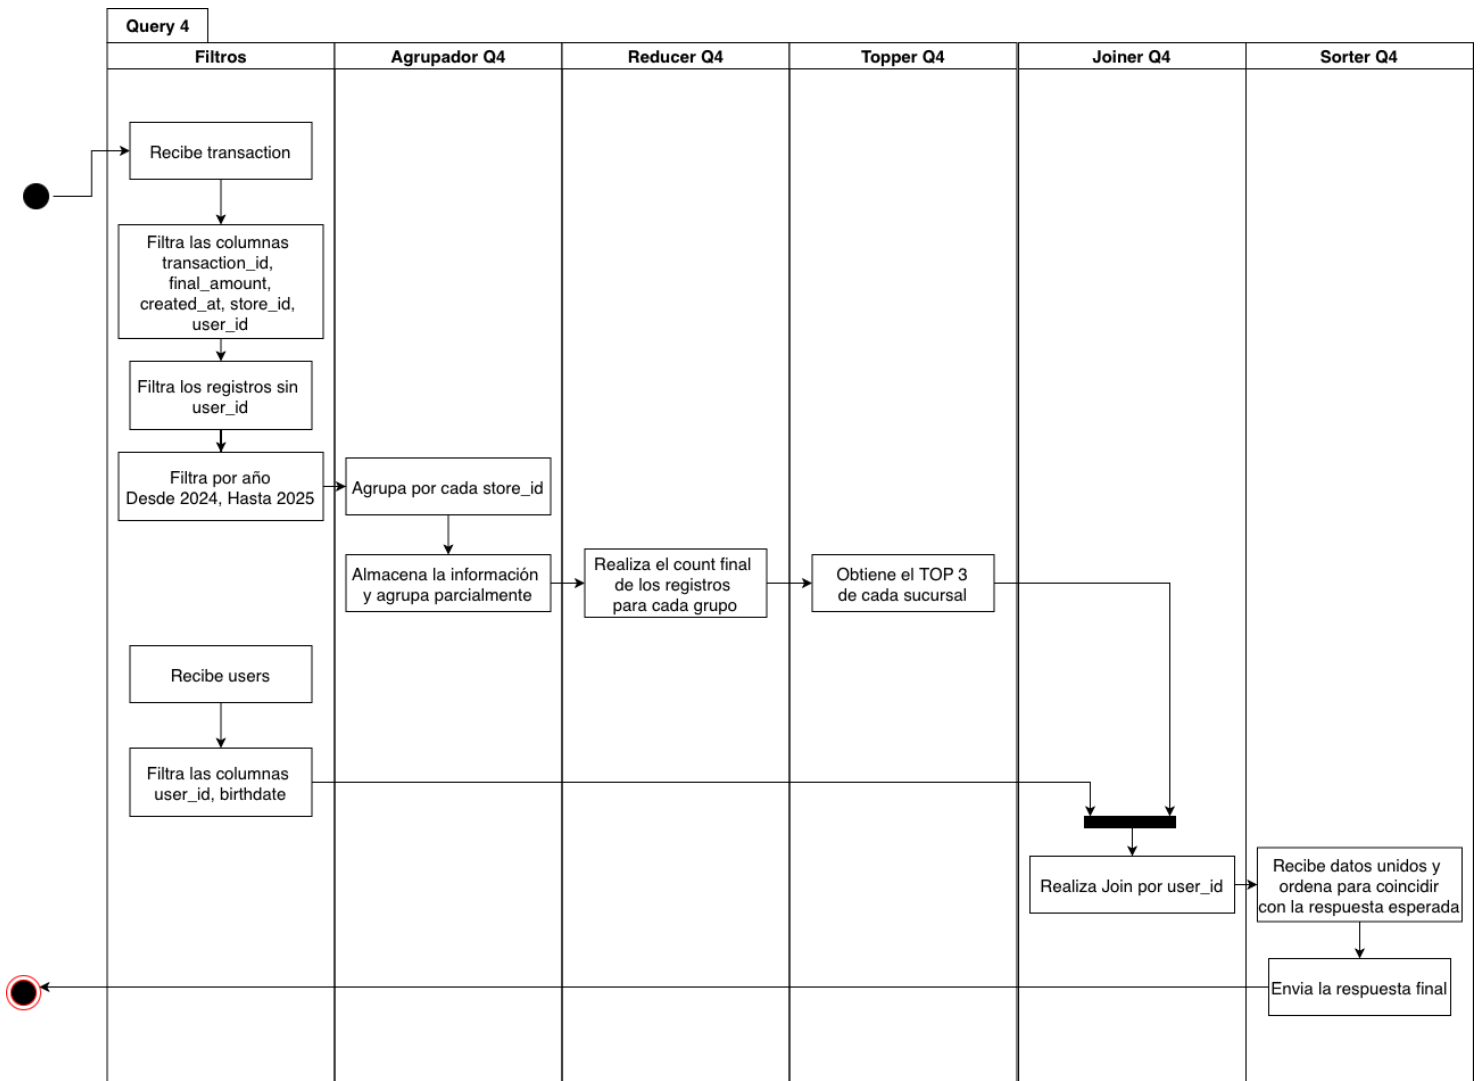 Query 4
Filtros
Agrupador Q4
Reducer Q4
Topper Q4
Joiner Q4
Sorter Q4
Recibe transaction
Filtra las columnas
transaction_id,
final_amount,
created_at, store_id,
user_id
Filtra los registros sin
user_id
Filtra por año
Desde 2024, Hasta 2025
Agrupa por cada store_id
Almacena la información
y agrupa parcialmente
Realiza el count final
de los registros
para cada grupo
Obtiene el TOP 3
de cada sucursal
Recibe users
Filtra las columnas
user_id, birthdate
Realiza Join por user_id
Recibe datos unidos y
ordena para coincidir
con la respuesta esperada
Envia la respuesta final